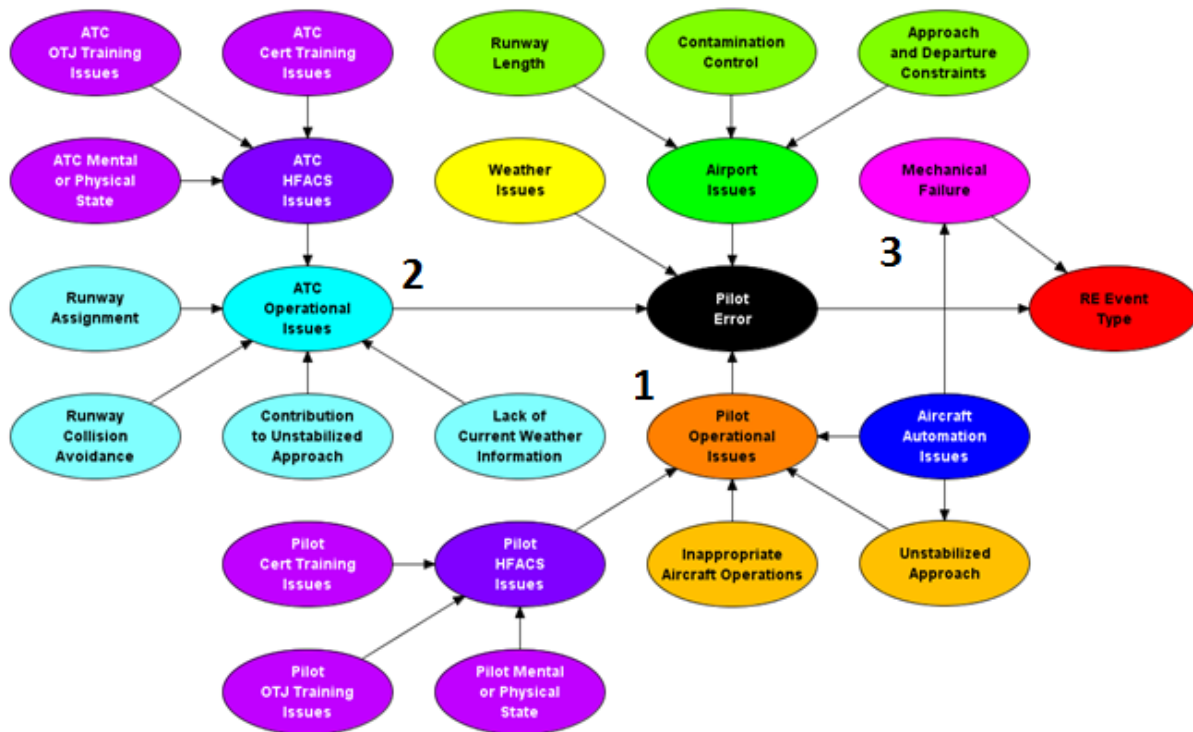 ATC
OTJ Training
Issues
ATC
Cert Training
Issues
Runway
Length
Contamination
Control
Approach
and Departure
Constraints
ATC Mental
or Physical
State
ATC
HFACS
Issues
Weather
Issues
Airport
Issues
Mechanical
Failure
3
2
Runway
Assignment
ATC
Operational
Issues
Pilot
Error
RE Event
Type
1
Runway
Collision
Avoidance
Contribution
to Unstabilized
Approach
Lack of
Current Weather
Information
Pilot
Operational
Issues
Aircraft
Automation
Issues
Pilot
Cert Training
Issues
Pilot
HFACS
Issues
Inappropriate
Aircraft Operations
Unstabilized
Approach
Pilot
OTJ Training
Issues
Pilot Mental
or Physical
State